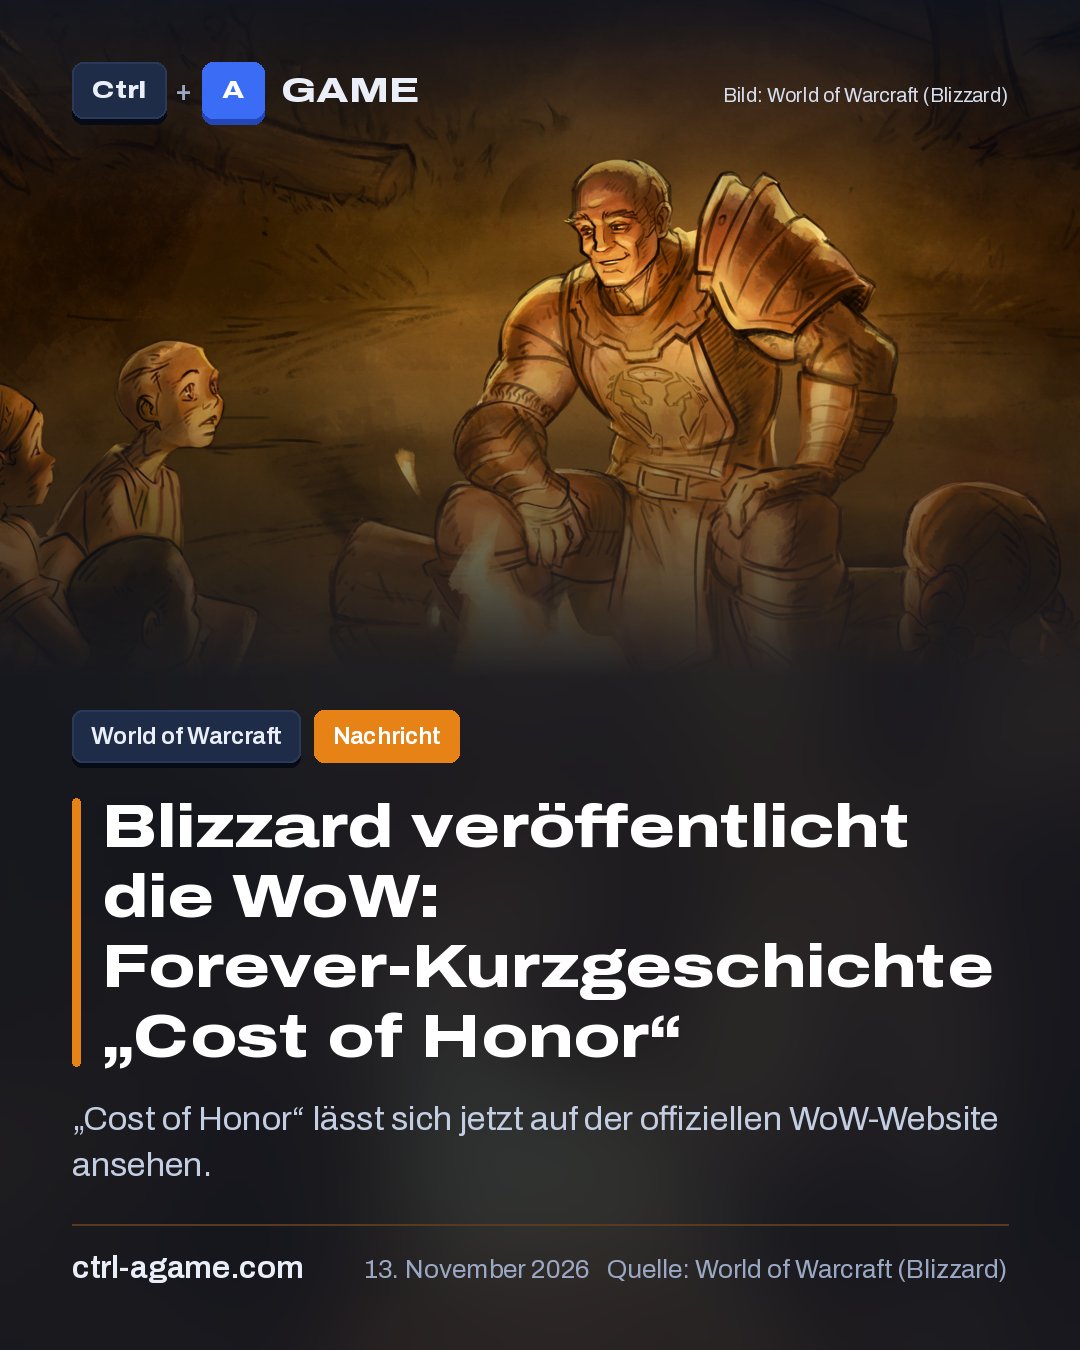 Ctrl + A GAME
Bild: World of Warcraft (Blizzard)
World of Warcraft Nachricht
Blizzard veröffentlicht
die WoW:
Forever-Kurzgeschichte
„Cost of Honor“
„Cost of Honor“ lässt sich jetzt auf der offiziellen WoW-Website
ansehen.
ctrl-agame.com 13. November 2026 Quelle: World of Warcraft (Blizzard)